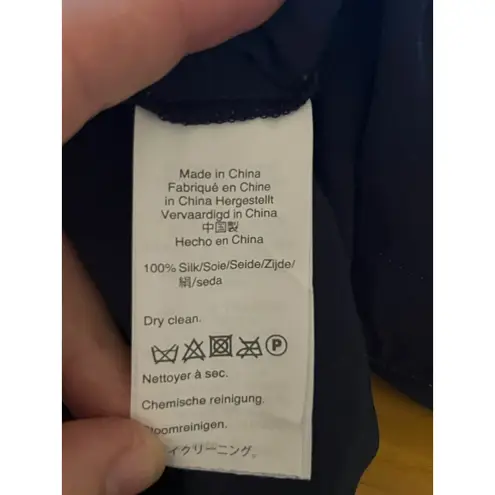 Made in China
Fabriqué en Chine
in China Hergestellt
Vervaardigd in China
中国製
Hecho en China
100% Silk/Soie/Seide/Zijde/
絹/seda
Dry clean.
P
Nettoyer à sec.
Chemische reinigung.
Stoomreinigen.
イクリーニング。